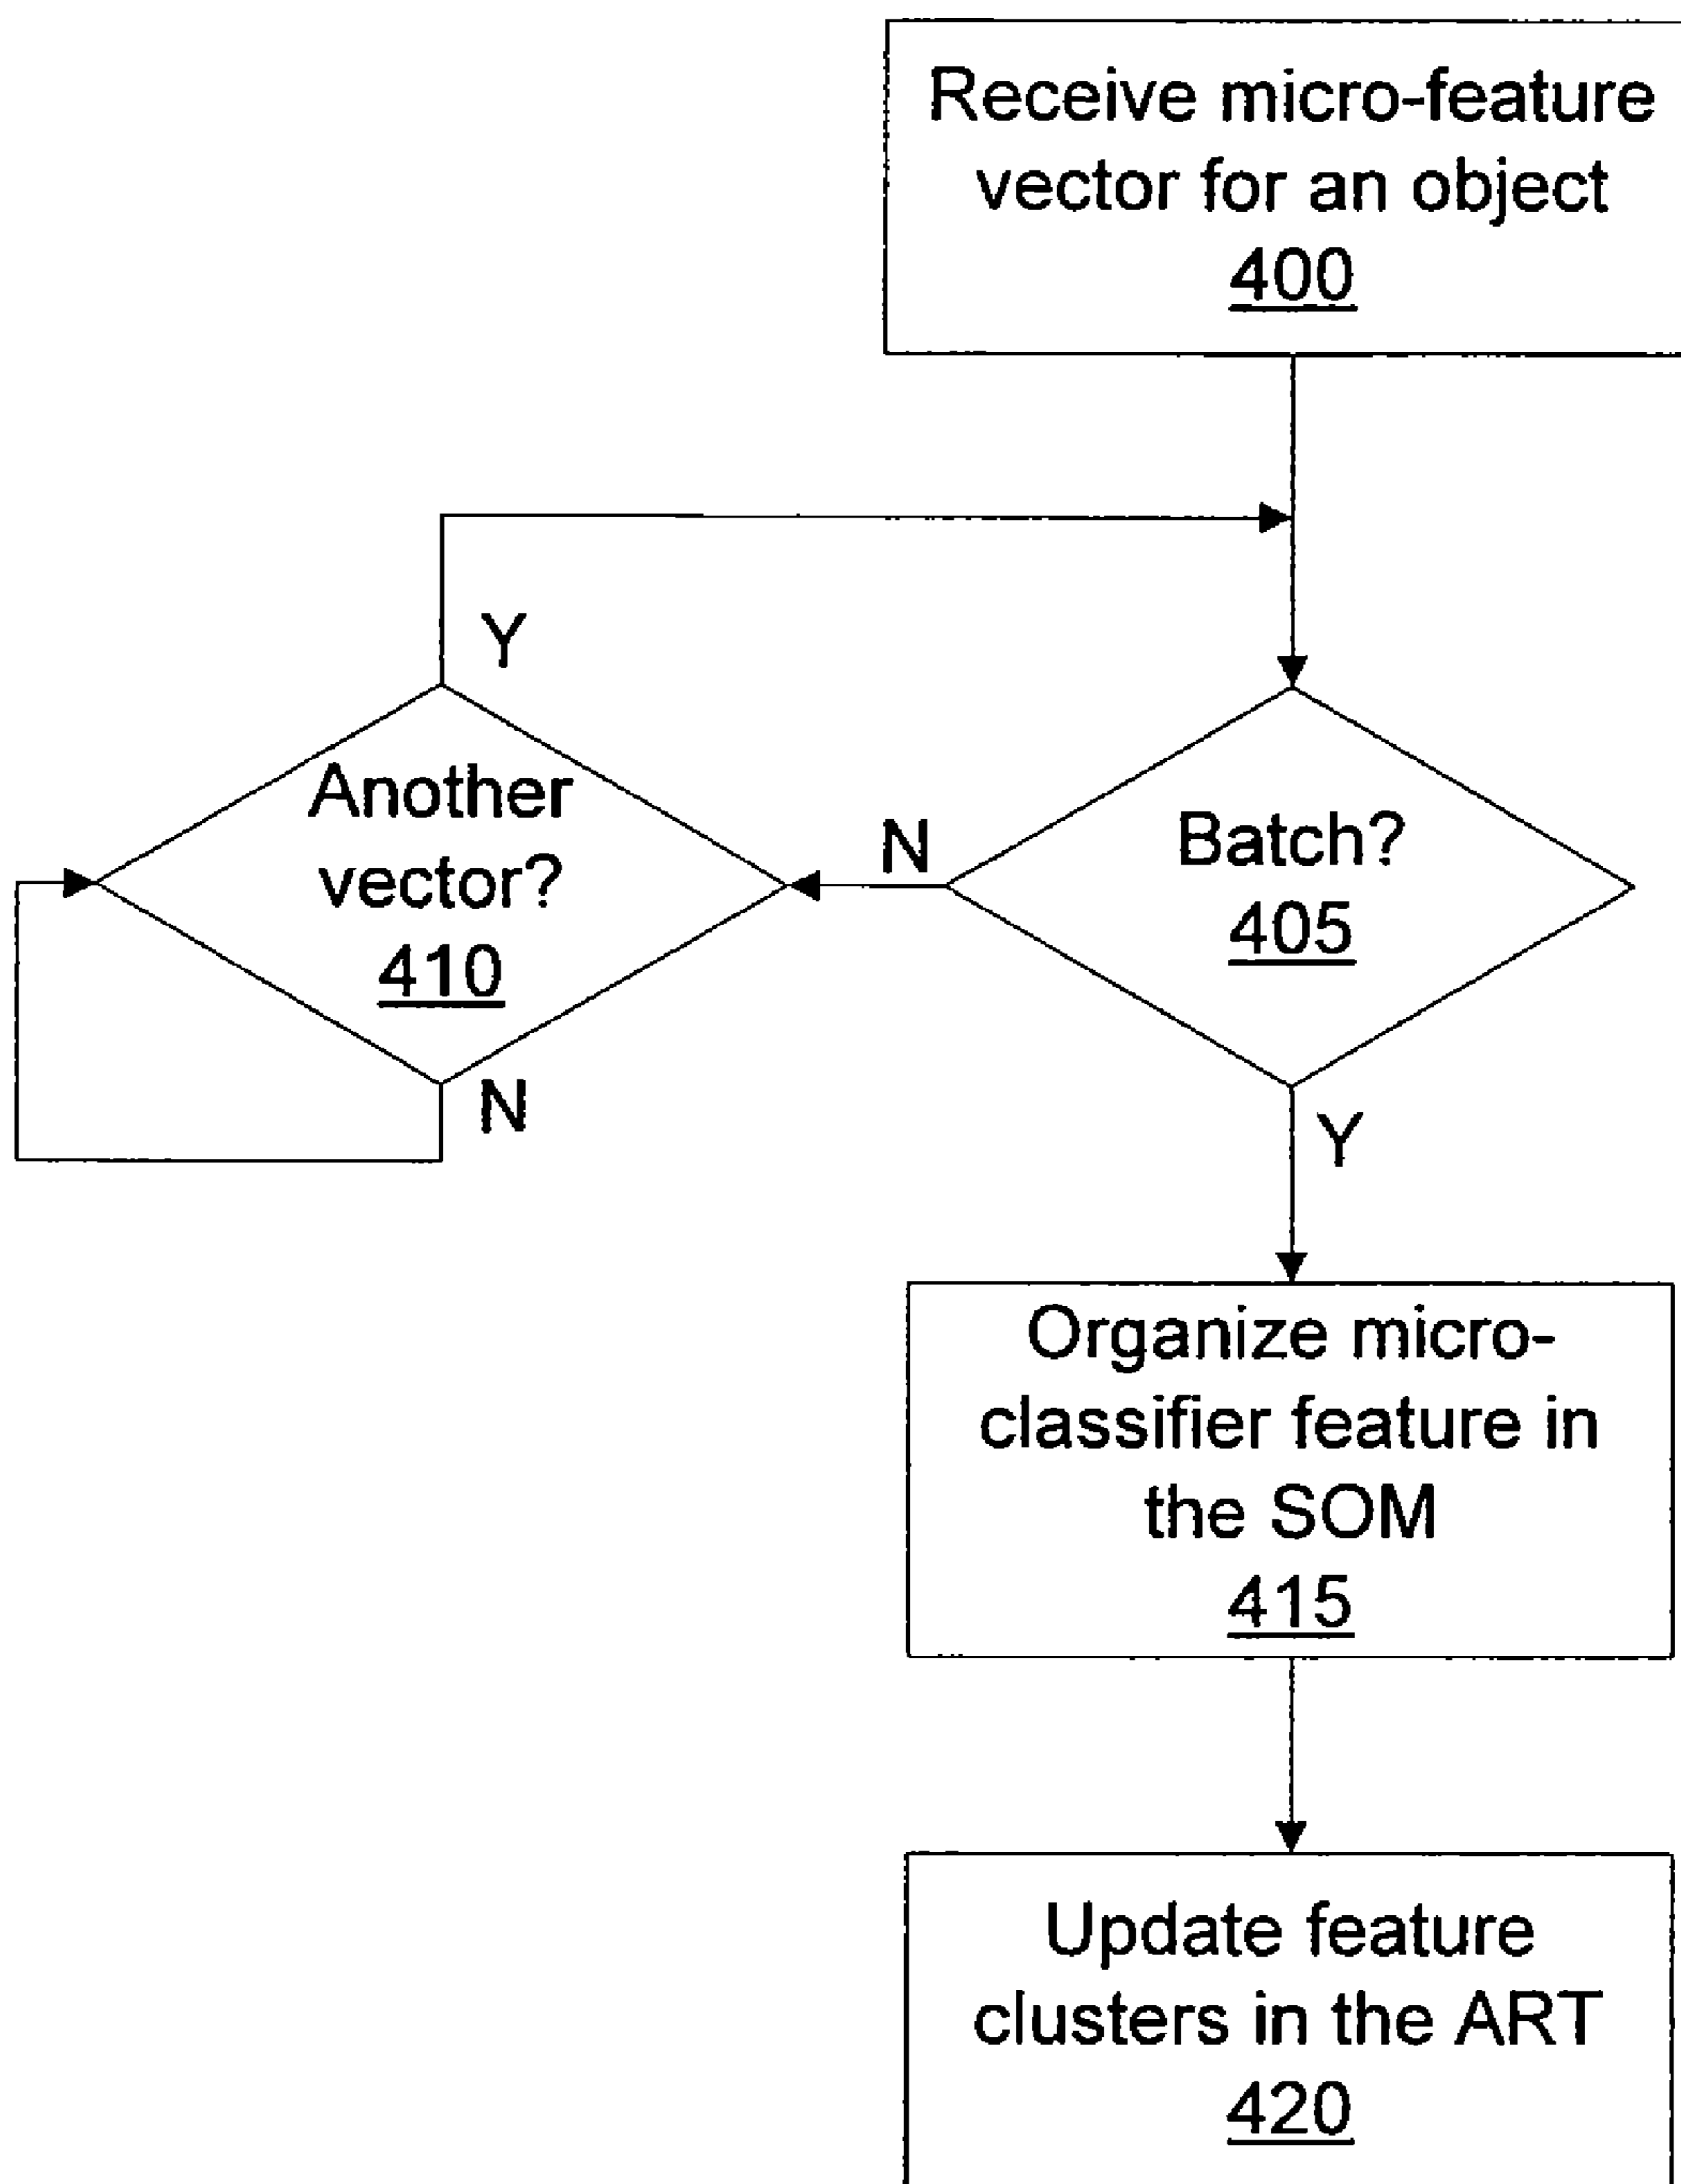 Receive micro-feature
vector for an object
400
Y
Another
vector?
410
N
N
Batch?
405
Y
Organize micro-
classifier feature in
the SOM
415
Update feature
clusters in the ART
420